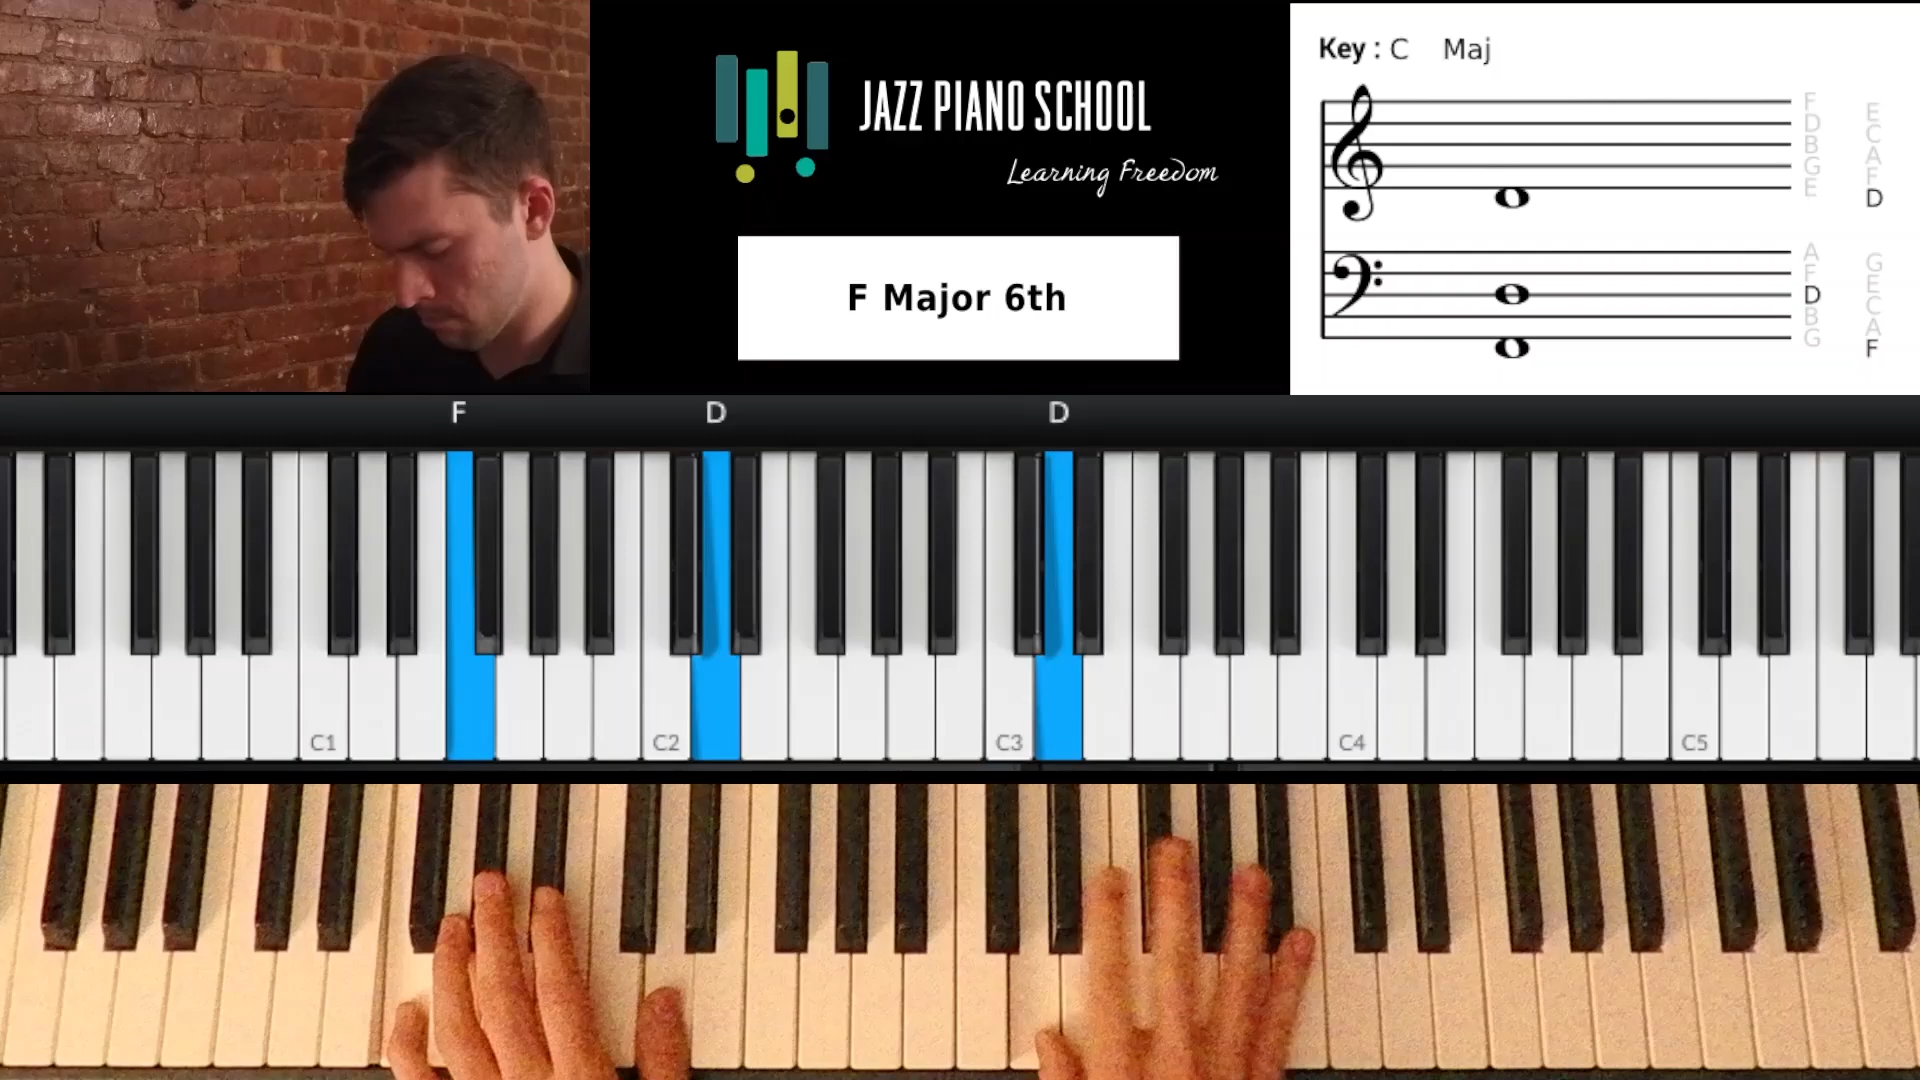 JAZZ PIANO SCHOOL
Learning Freedom
F Major 6th
Key : C Maj
F
D
B
G
E
E
C
A
F
D
A
F
D
B
G
G
E
C
A
F
F D D
C1 C2 C3 C4 C5